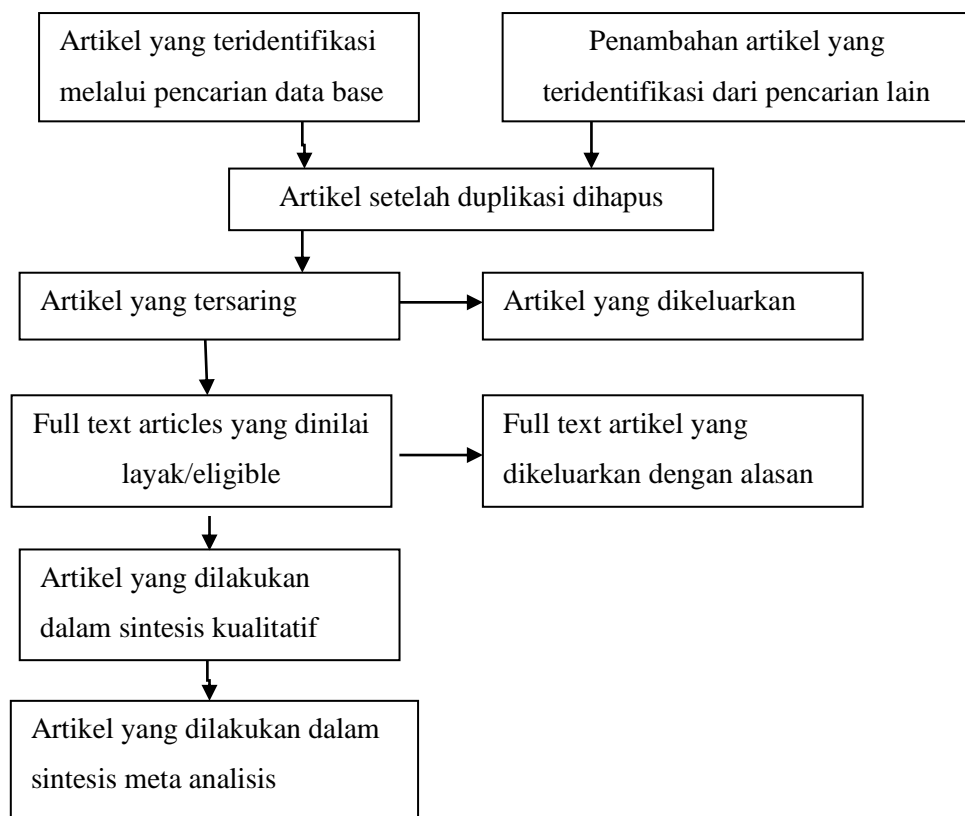 Artikel yang teridentifikasi
melalui pencarian data base
Penambahan artikel yang
teridentifikasi dari pencarian lain
Artikel setelah duplikasi dihapus
Artikel yang tersaring
Artikel yang dikeluarkan
Full text articles yang dinilai
layak/eligible
Full text artikel yang
dikeluarkan dengan alasan
Artikel yang dilakukan
dalam sintesis kualitatif
Artikel yang dilakukan dalam
sintesis meta analisis